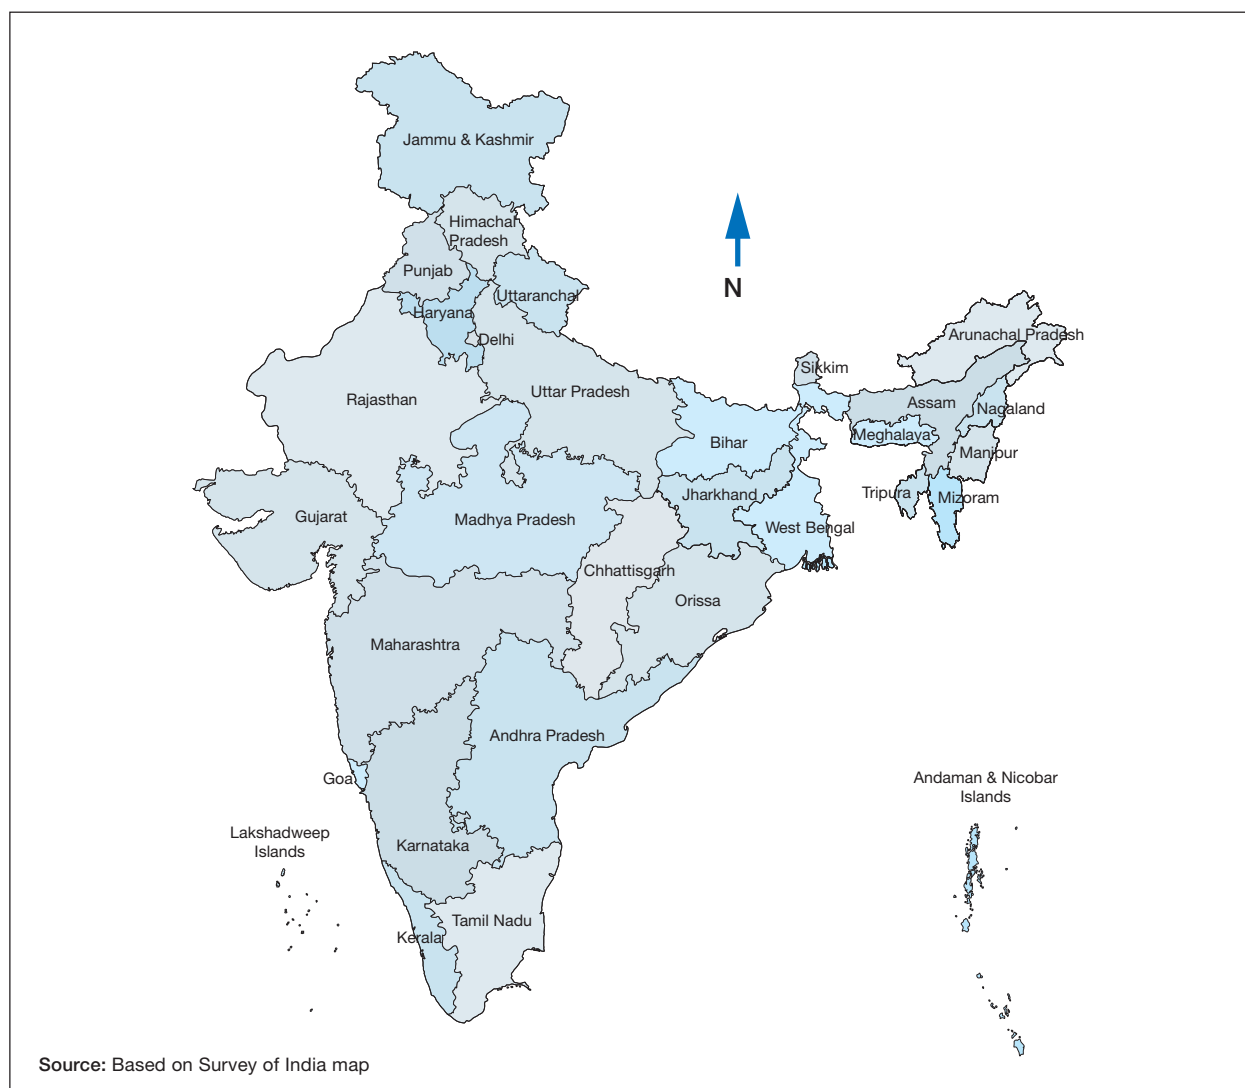 Jammu & Kashmir
Himachal
Pradesh
Punjab
Uttaranchal
Haryana
Delhi
Arunachal Pradesh
Sikkim
Rajasthan
Uttar Pradesh
Assam
Nagaland
Bihar
Meghalaya
Manipur
Jharkhand
Tripura
Mizoram
Gujarat
Madhya Pradesh
West Bengal
Chhattisgarh
Orissa
Maharashtra
Andhra Pradesh
Goa
Andaman & Nicobar
Islands
Lakshadweep
Islands
Karnataka
Tamil Nadu
Kerala
N
Source: Based on Survey of India map